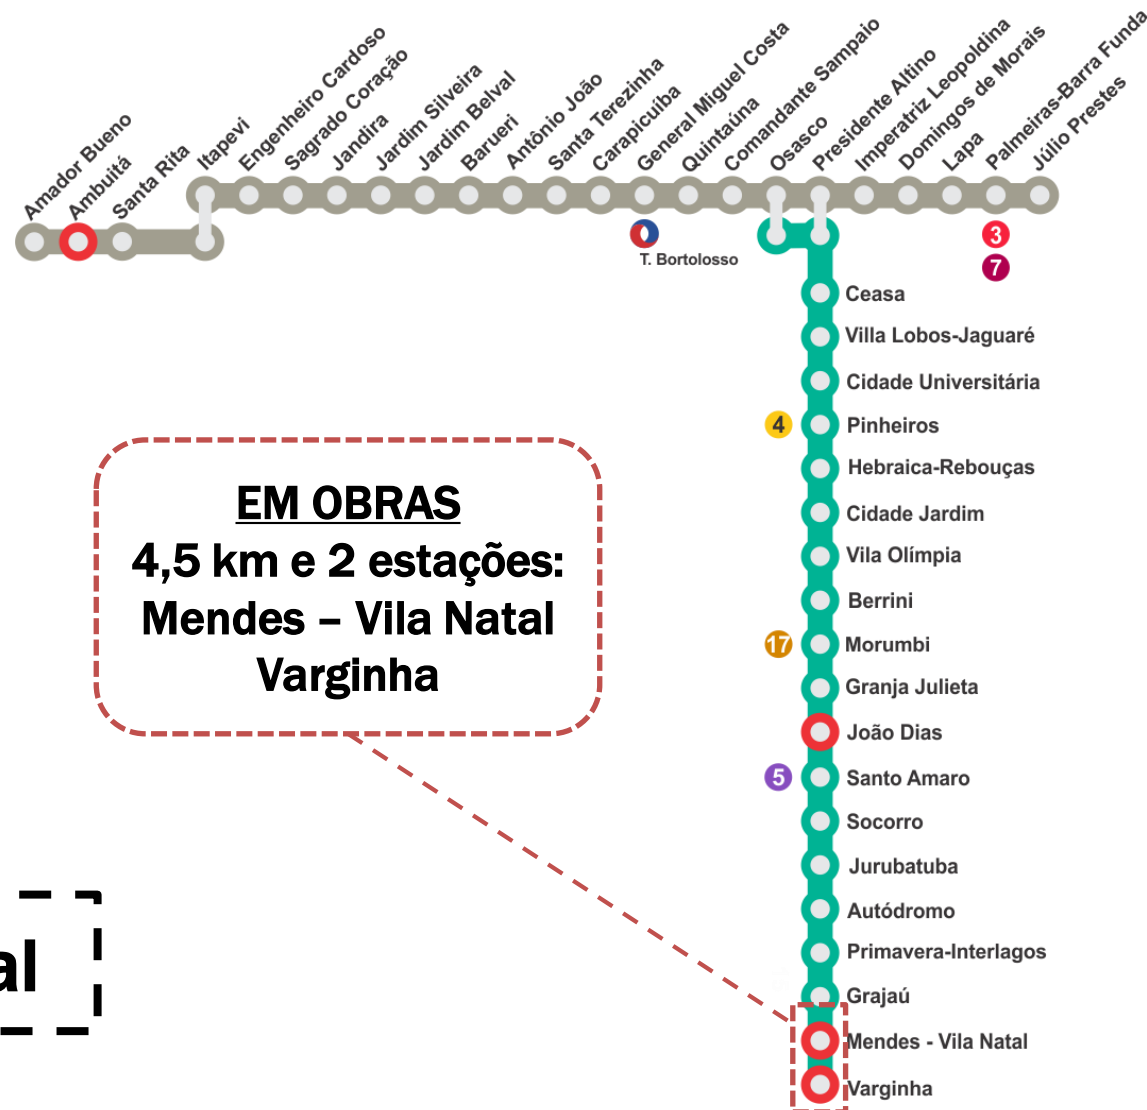 Amador Bueno
Ambuitá
Santa Rita
Itapevi
Engenheiro Cardoso
Sagrado Coração
Jandira
Jardim Silveira
Jardim Belval
Barueri
Antônio João
Santa Terezinha
Carapicuíba
General Miguel Costa
Quintaúna
Comandante Sampaio
Osasco
Presidente Altino
Imperatriz Leopoldina
Domingos de Morais
Lapa
Palmeiras-Barra Funda
Júlio Prestes
T. Bortolosso
3
7
Ceasa
Villa Lobos-Jaguaré
Cidade Universitária
4
Pinheiros
Hebraica-Rebouças
Cidade Jardim
Vila Olímpia
Berrini
17
Morumbi
Granja Julieta
João Dias
5
Santo Amaro
Socorro
Jurubatuba
Autódromo
Primavera-Interlagos
Grajaú
Mendes - Vila Natal
Varginha
EM OBRAS
4,5 km e 2 estações:
Mendes – Vila Natal
Varginha
al